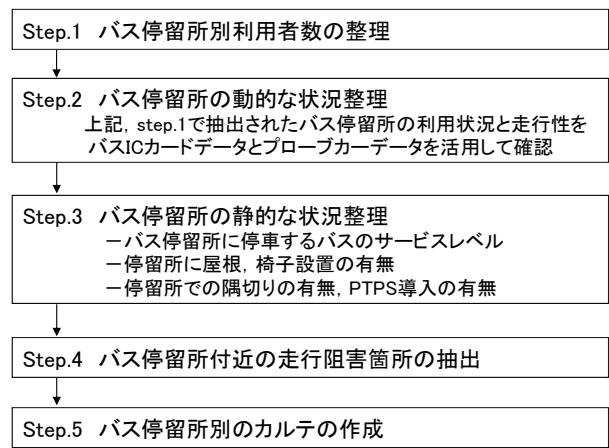 Step.1 バス停留所別利用者数の整理
Step.2 バス停留所の動的な状況整理
上記，step.1で抽出されたバス停留所の利用状況と走行性を
バスICカードデータとプローブカーデータを活用して確認
Step.3 バス停留所の静的な状況整理
－バス停留所に停車するバスのサービスレベル
－停留所に屋根，椅子設置の有無
－停留所での隅切りの有無，PTPS導入の有無
Step.4 バス停留所付近の走行阻害箇所の抽出
Step.5 バス停留所別のカルテの作成